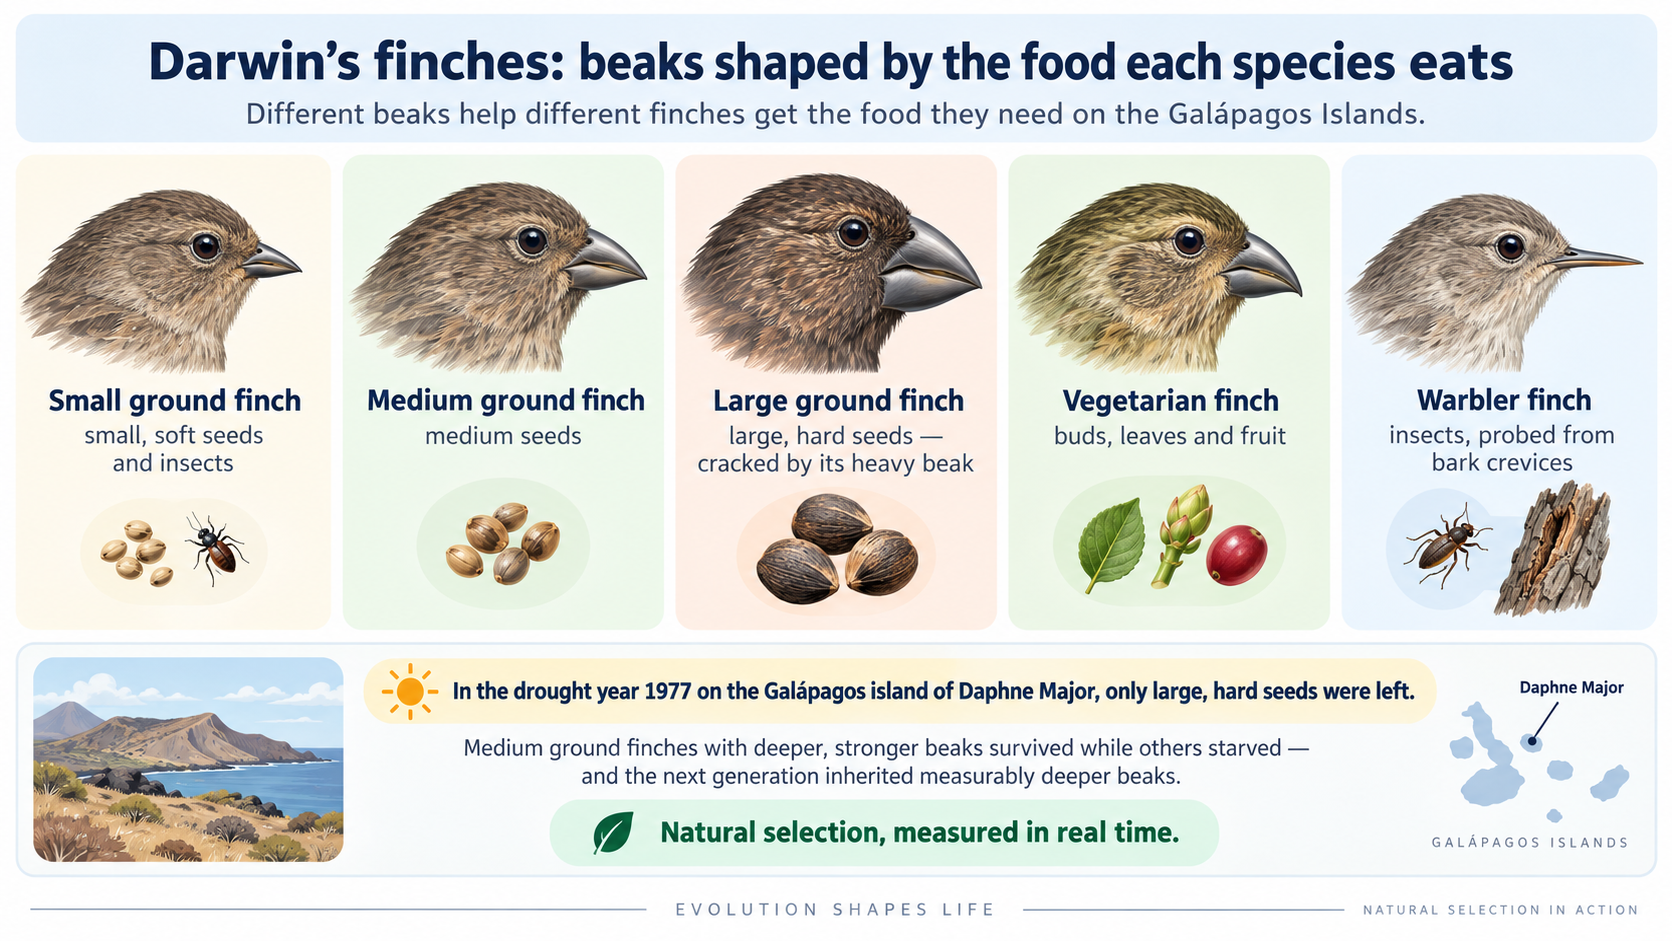 Darwin's finches: beaks shaped by the food each species eats
Different beaks help different finches get the food they need on the Galápagos Islands.
Small ground finch
small, soft seeds
and insects
Medium ground finch
medium seeds
Large ground finch
large, hard seeds —
cracked by its heavy beak
Vegetarian finch
buds, leaves and fruit
Warbler finch
insects, probed from
bark crevices
In the drought year 1977 on the Galápagos island of Daphne Major, only large, hard seeds were left.
Medium ground finches with deeper, stronger beaks survived while others starved —
and the next generation inherited measurably deeper beaks.
Natural selection, measured in real time.
Daphne Major
GALÁPAGOS ISLANDS
EVOLUTION SHAPES LIFE
NATURAL SELECTION IN ACTION